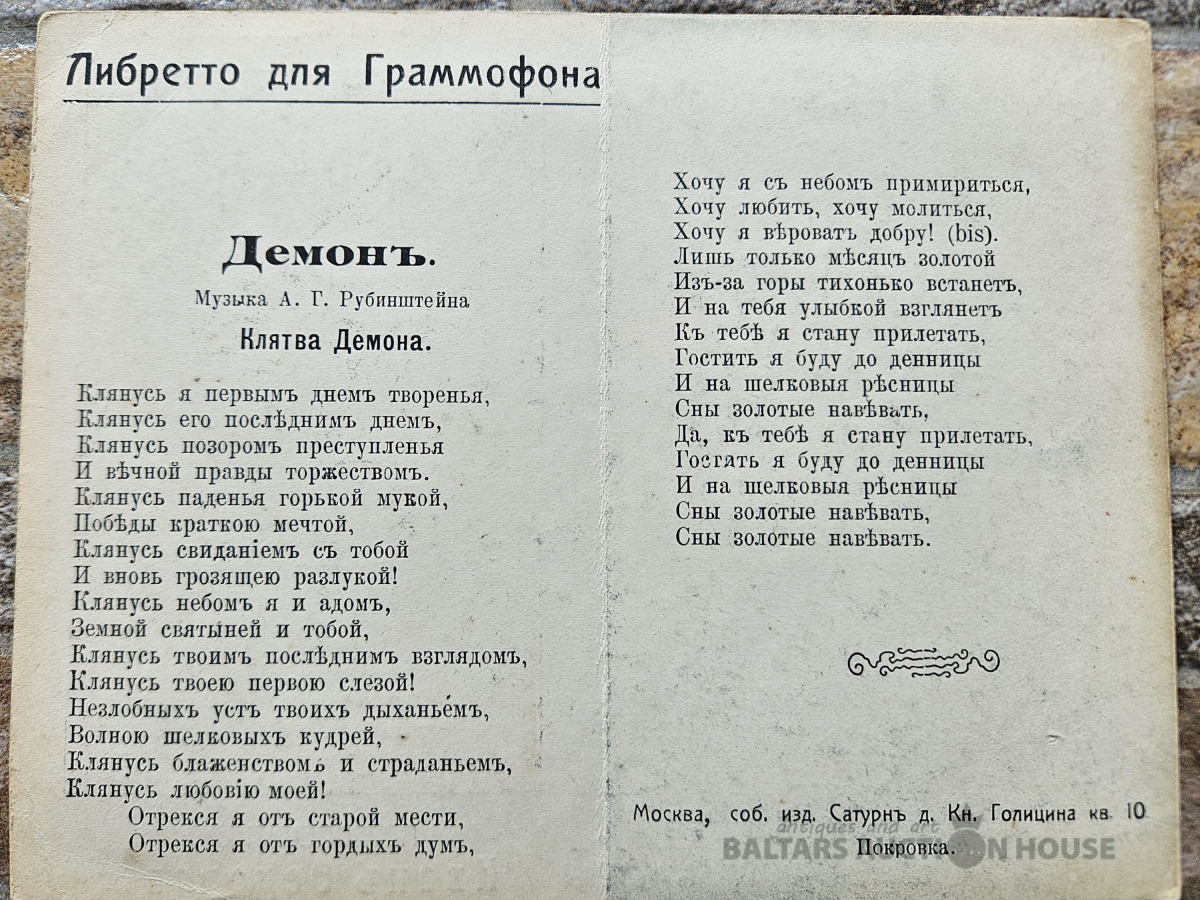 Либретто для Граммофона
Демонъ.
Музыка А. Г. Рубинштейна
Клятва Демона.
Клянусь я первымъ днемъ творенья,
Клянусь его послѣднимъ днемъ,
Клянусь позоромъ преступленья
И вѣчной правды торжествомъ.
Клянусь паденья горькой мукой,
Побѣды краткою мечтой,
Клянусь свиданіемъ съ тобой
И вновь грозящею разлукой!
Клянусь небомъ я и адомъ,
Земной святыней и тобой,
Клянусь твоимъ послѣднимъ взглядомъ,
Клянусь твоею первою слезой!
Незлобныхъ устъ твоихъ дыханьемъ,
Волною шелковыхъ кудрей,
Клянусь блаженствомъ и страданьемъ,
Клянусь любовію моей!
Отрекся я отъ старой мести,
Отрекся я отъ гордыхъ думъ,
Хочу я съ небомъ примириться,
Хочу любить, хочу молиться,
Хочу я вѣровать добру! (bis).
Лишь только мѣсяцъ золотой
Изъ-за горы тихонько встанетъ,
И на тебя улыбкой взглянетъ
Къ тебѣ я стану прилетать,
Гостить я буду до денницы
И на шелковыя рѣсницы
Сны золотые навѣвать,
Да, къ тебѣ я стану прилетать,
Гостить я буду до денницы
И на шелковыя рѣсницы
Сны золотые навѣвать,
Сны золотые навѣвать.
Москва, соб. изд. Сатурнъ д. Кн. Голицина кв 10
Покровка.
antiques and art
BALTARS AUCTION HOUSE